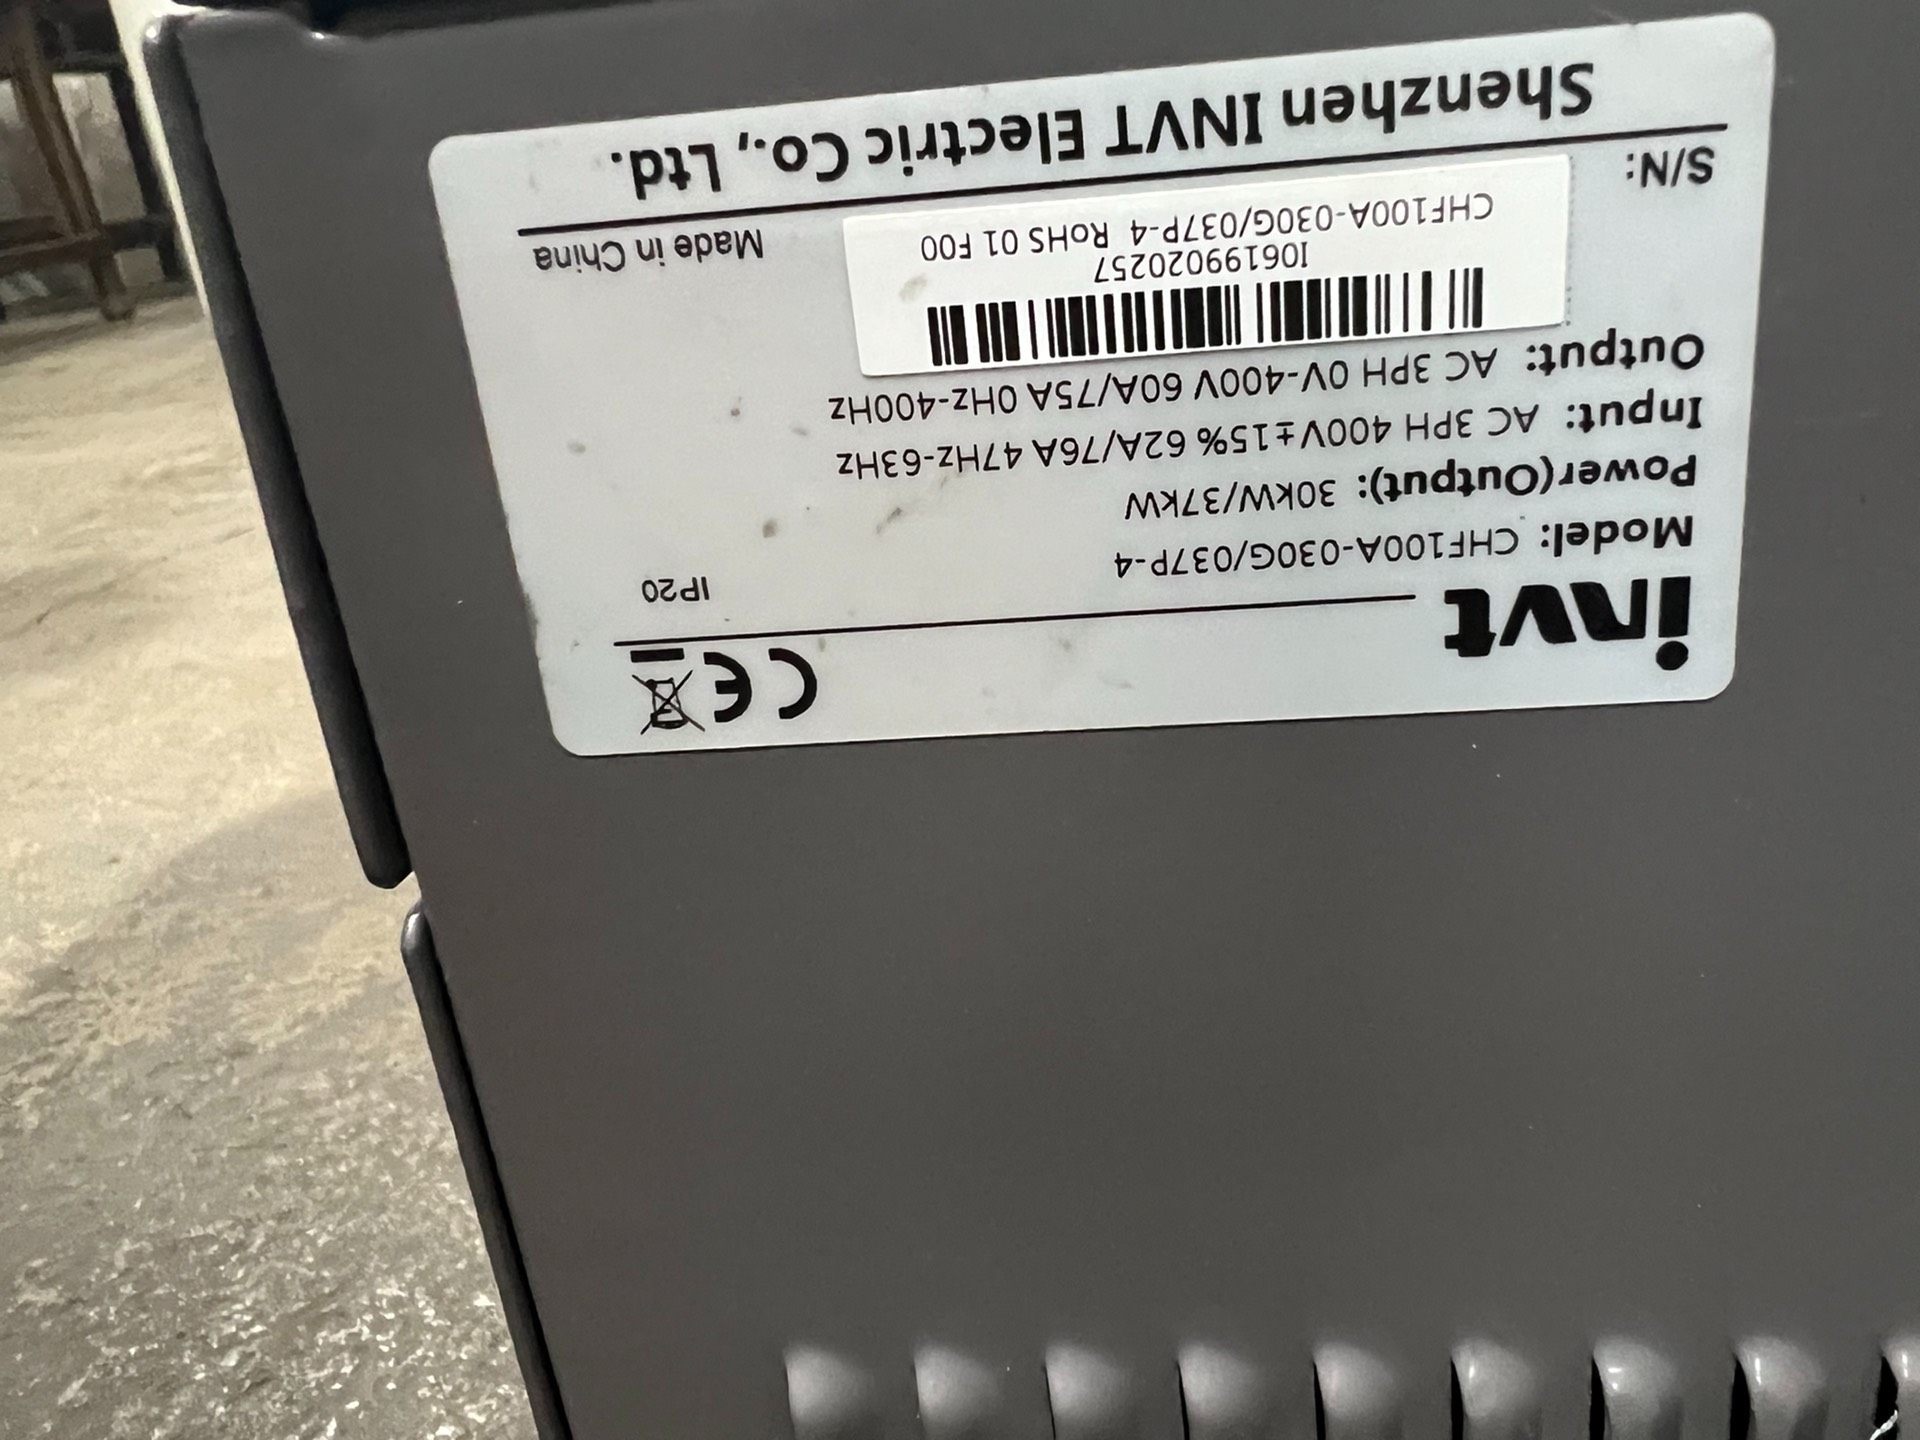 invt
Model: CHF100A-030G/037P-4
IP20
Power(Output): 30kW/37kW
Input: AC 3PH 400V±15% 62A/76A 47Hz-63Hz
Output: AC 3PH 0V-400V 60A/75A 0Hz-400Hz
I06199020257
CHF100A-030G/037P-4 RoHS 01 F00
S/N:
Made in China
Shenzhen INVT Electric Co., Ltd.